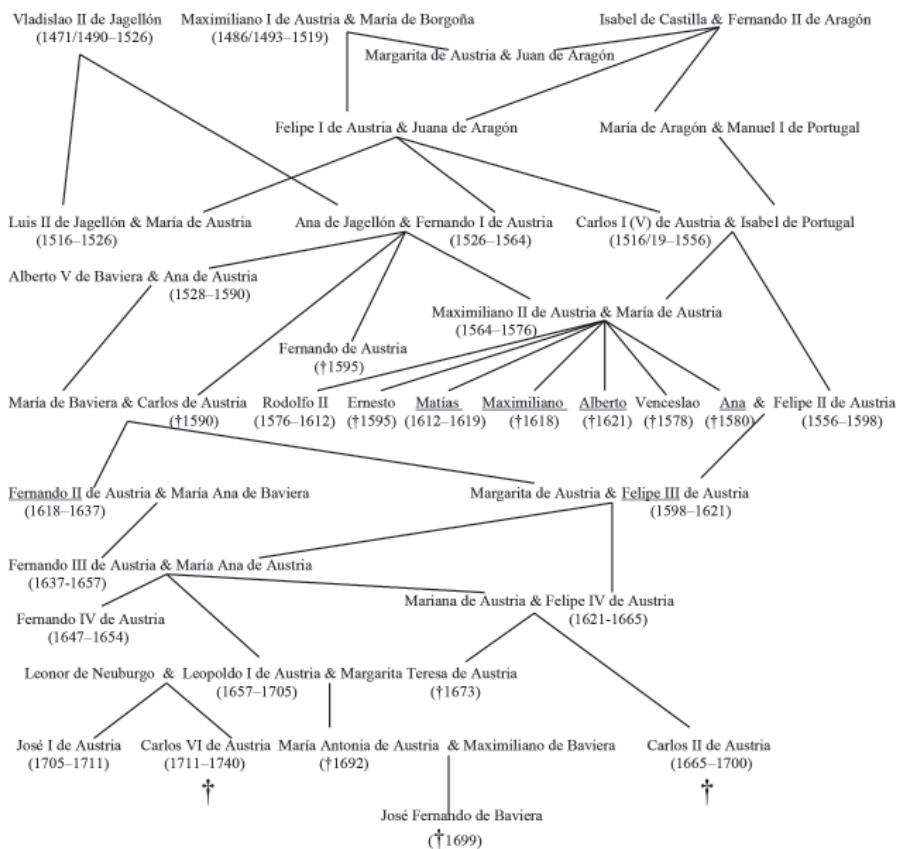 Vladislao II de Jagellón
(1471/1490–1526)
Maximiliano I de Austria & María de Borgoña
(1486/1493–1519)
Isabel de Castilla & Fernando II de Aragón
Margarita de Austria & Juan de Aragón
Felipe I de Austria & Juana de Aragón
María de Aragón & Manuel I de Portugal
Luis II de Jagellón & María de Austria
(1516–1526)
Ana de Jagellón & Fernando I de Austria
(1526–1564)
Carlos I (V) de Austria & Isabel de Portugal
(1516/19–1556)
Alberto V de Baviera & Ana de Austria
(1528–1590)
Maximiliano II de Austria & María de Austria
(1564–1576)
Fernando de Austria
(†1595)
María de Baviera & Carlos de Austria
(†1590)
Rodolfo II
(1576–1612)
Ernesto
(†1595)
Matías
(1612–1619)
Maximiliano
(†1618)
Alberto
(†1621)
Venceslao
(†1578)
Ana & Felipe II de Austria
(†1580)
(1556–1598)
Fernando II de Austria & María Ana de Baviera
(1618–1637)
Margarita de Austria & Felipe III de Austria
(1598–1621)
Fernando III de Austria & María Ana de Austria
(1637-1657)
Mariana de Austria & Felipe IV de Austria
(1621-1665)
Fernando IV de Austria
(1647–1654)
Leonor de Neuburgo & Leopoldo I de Austria & Margarita Teresa de Austria
(1657–1705)
(†1673)
José I de Austria
(1705–1711)
Carlos VI de Austria
(1711–1740)
†
María Antonia de Austria & Maximiliano de Baviera
(†1692)
Carlos II de Austria
(1665–1700)
†
José Fernando de Baviera
(†1699)